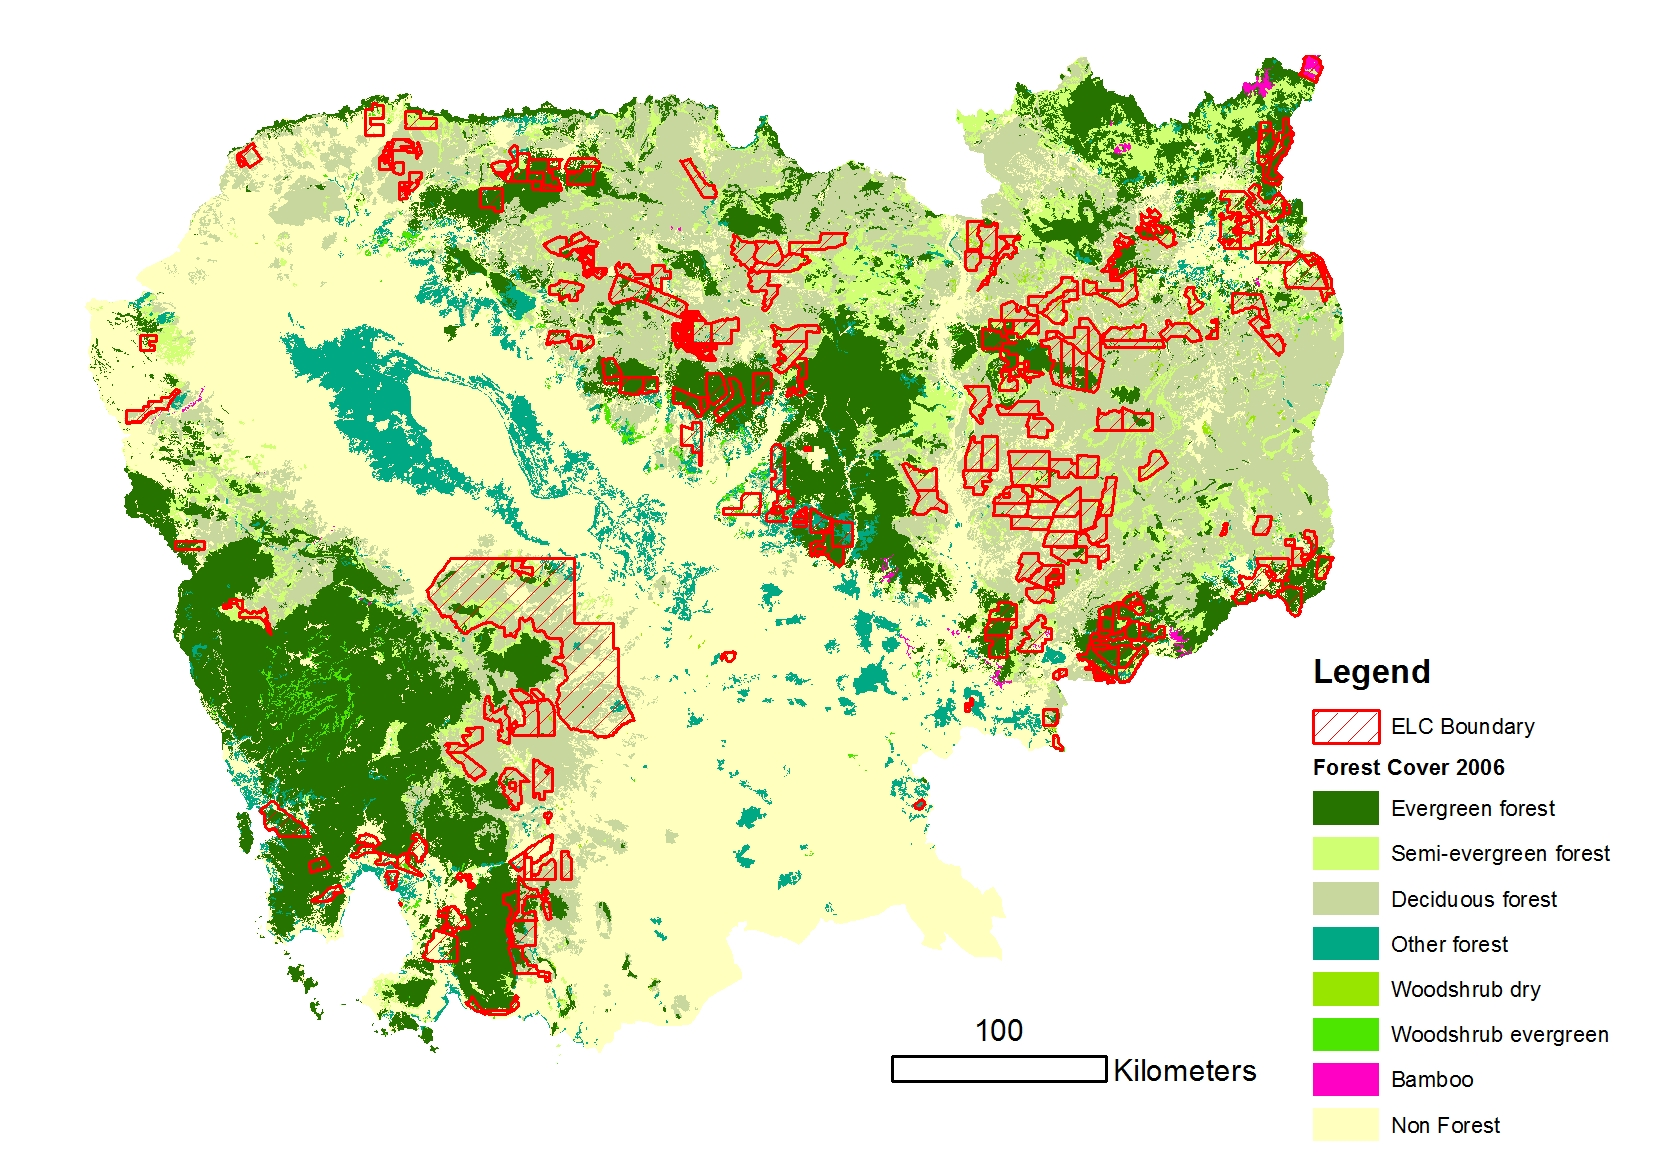 Legend
ELC Boundary
Forest Cover 2006
Evergreen forest
Semi-evergreen forest
Deciduous forest
Other forest
Woodshrub dry
Woodshrub evergreen
Bamboo
Non Forest
100
Kilometers